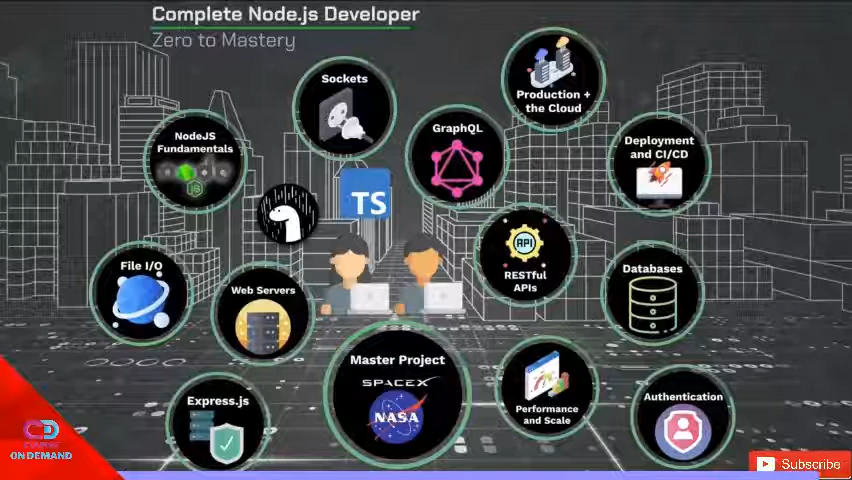 Complete Node.js Developer
Zero to Mastery
Sockets
Production +
the Cloud
NodeJS
Fundamentals
JS
GraphQL
Deployment
and CI/CD
TS
API
RESTful
APIs
File I/O
Web Servers
Databases
Master Project
SPACEX
NASA
Express.js
Performance
and Scale
Authentication
ON DEMAND
Subscribe